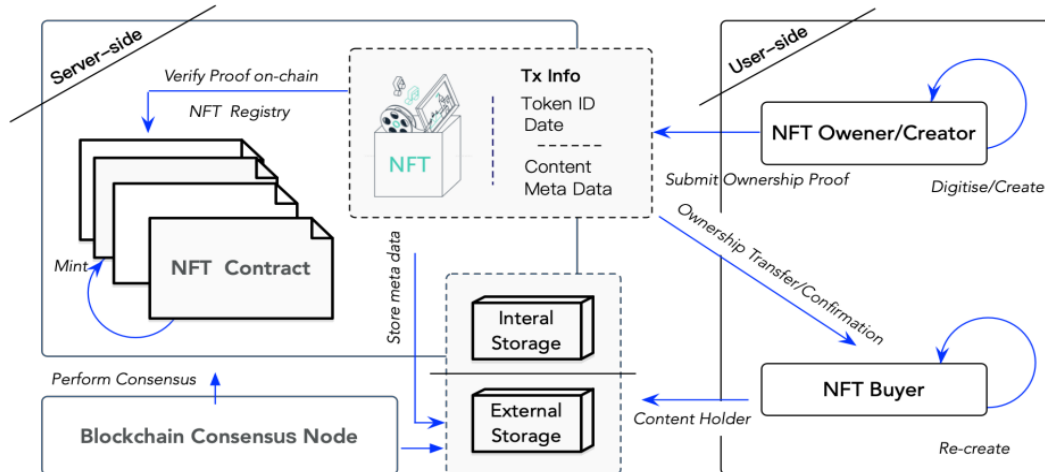 Server-side
User-side
Verify Proof on-chain
NFT Registry
NFT
Tx Info
Token ID
Date
Content
Meta Data
NFT Owener/Creator
Submit Ownership Proof
Digitise/Create
Mint
NFT Contract
Store meta data
Ownership Transfer/Confirmation
Interal
Storage
External
Storage
Perform Consensus
Blockchain Consensus Node
NFT Buyer
Content Holder
Re-create